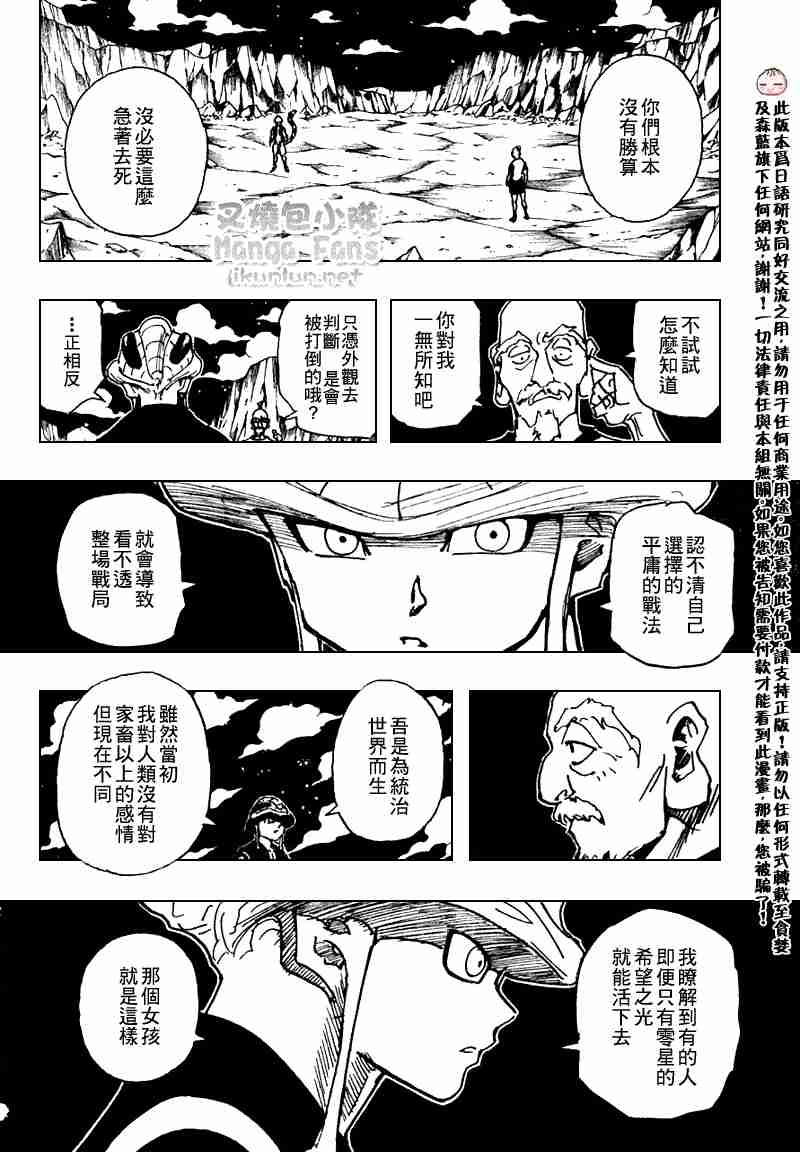 你們根本
沒有勝算
沒必要這麼
急著去死
又燒包小隊
Manga Fans
ikunlun.net
不試試
怎麼知道
你對我
一無所知吧
只憑外觀去
判斷 是會
被打倒的哦?
…正相反
認不清自己
選擇的
平庸的戰法
就會導致
看不透
整場戰局
吾是為統治
世界而生
雖然當初
我對人類沒有對
家畜以上的感情
但現在不同
我瞭解到有的人
即便只有零星的
希望之光
就能活下去
那個女孩
就是這樣
此版本爲日語研究同好交流之用,請勿用于任何商業用途.如您喜歡此作品,請支持正版!請勿以任何形式轉載至貪婪
及森藍旗下任何網站,謝謝!一切法律責任與本組無關.如果您被告知需要付款才能看到此漫畫,那麼,您被騙了!